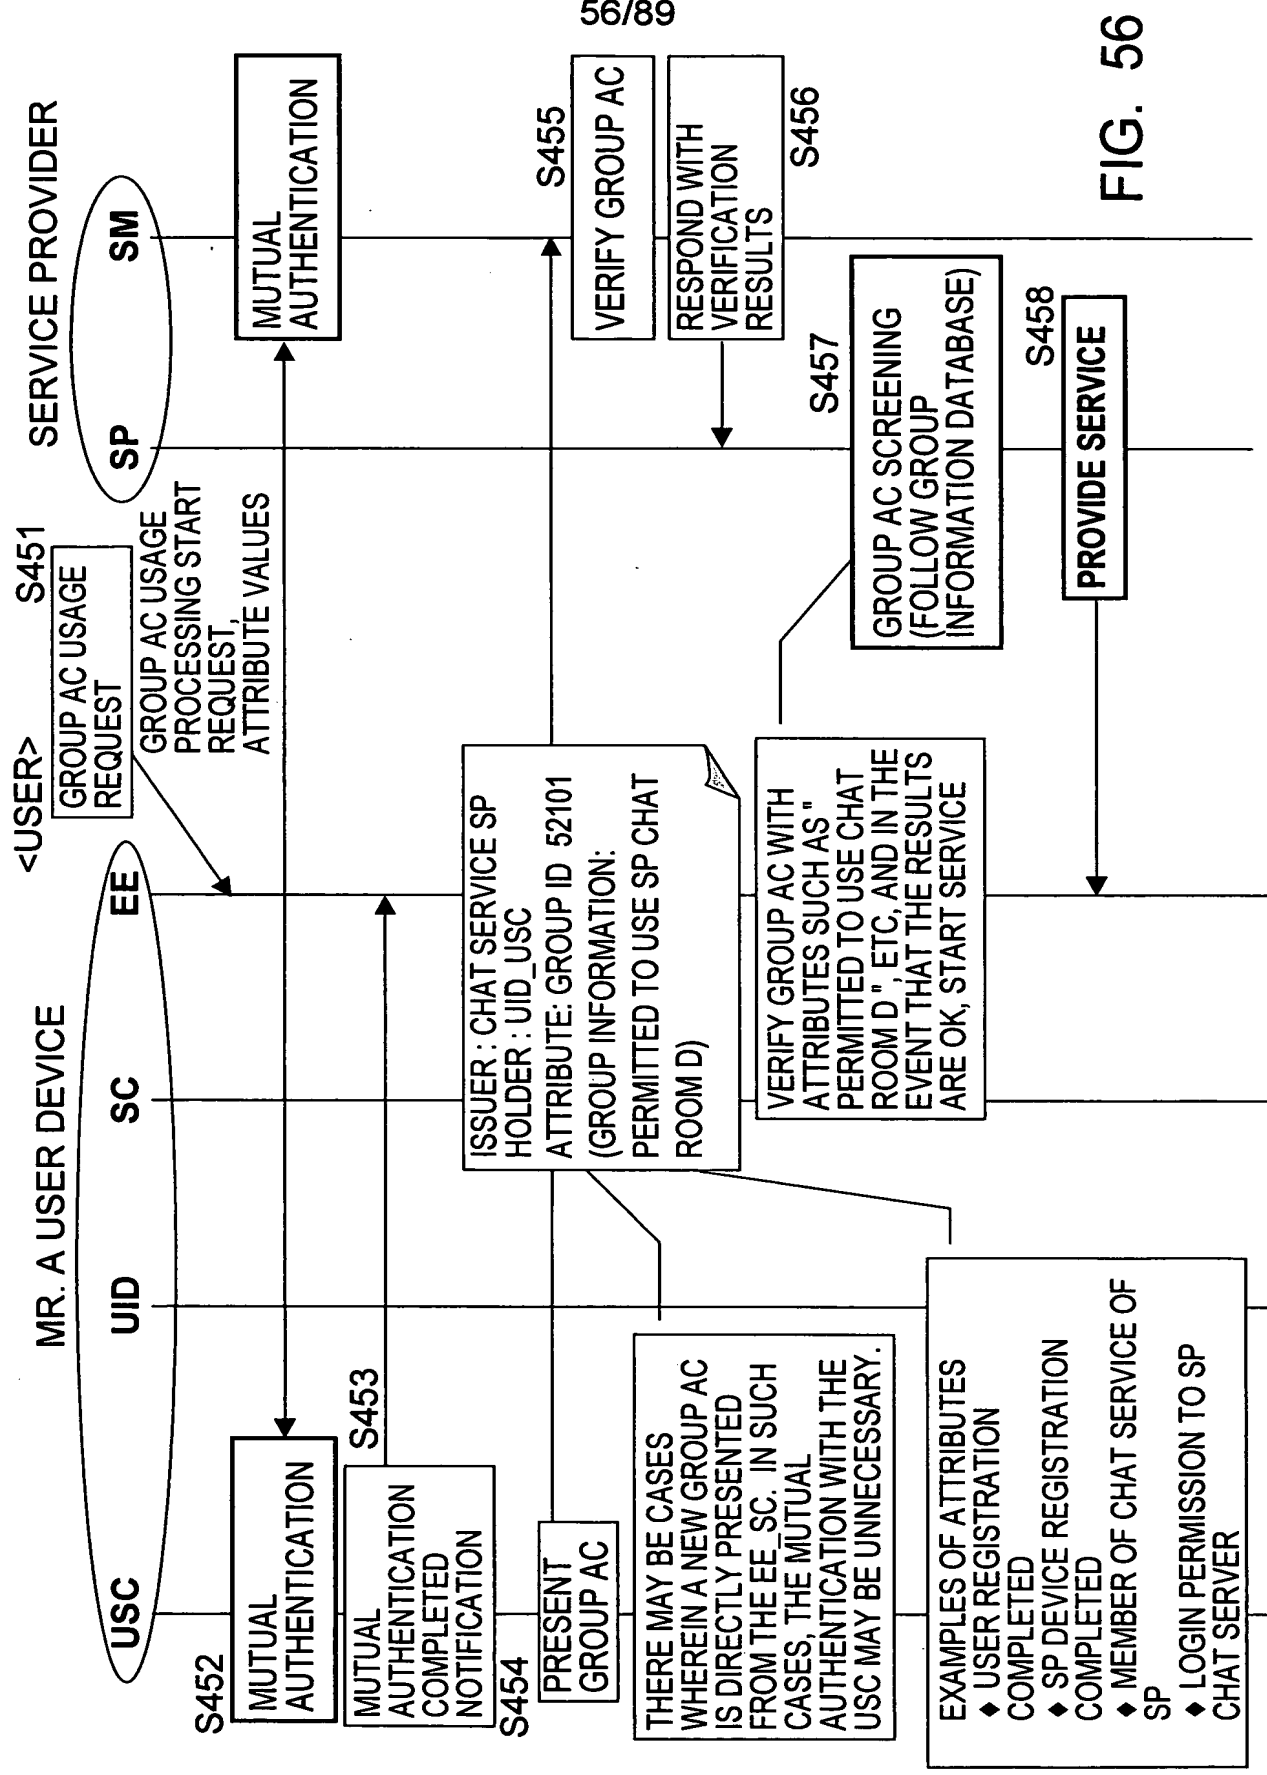 56/89
MR. A USER DEVICE
<USER>
SERVICE PROVIDER
USC
UID
SC
EE
SP
SM
S451
GROUP AC USAGE
REQUEST
GROUP AC USAGE
PROCESSING START
REQUEST,
ATTRIBUTE VALUES
S452
MUTUAL
AUTHENTICATION
MUTUAL
AUTHENTICATION
S453
MUTUAL
AUTHENTICATION
COMPLETED
NOTIFICATION
S454
PRESENT
GROUP AC
ISSUER : CHAT SERVICE SP
HOLDER : UID_USC
ATTRIBUTE: GROUP ID 52101
(GROUP INFORMATION:
PERMITTED TO USE SP CHAT
ROOM D)
S455
VERIFY GROUP AC
RESPOND WITH
VERIFICATION
RESULTS
S456
THERE MAY BE CASES
WHEREIN A NEW GROUP AC
IS DIRECTLY PRESENTED
FROM THE EE_SC. IN SUCH
CASES, THE MUTUAL
AUTHENTICATION WITH THE
USC MAY BE UNNECESSARY.
VERIFY GROUP AC WITH
ATTRIBUTES SUCH AS "
PERMITTED TO USE CHAT
ROOM D ", ETC, AND IN THE
EVENT THAT THE RESULTS
ARE OK, START SERVICE
S457
GROUP AC SCREENING
(FOLLOW GROUP
INFORMATION DATABASE)
S458
PROVIDE SERVICE
EXAMPLES OF ATTRIBUTES
♦ USER REGISTRATION
COMPLETED
♦ SP DEVICE REGISTRATION
COMPLETED
♦ MEMBER OF CHAT SERVICE OF
SP
♦ LOGIN PERMISSION TO SP
CHAT SERVER
FIG. 56